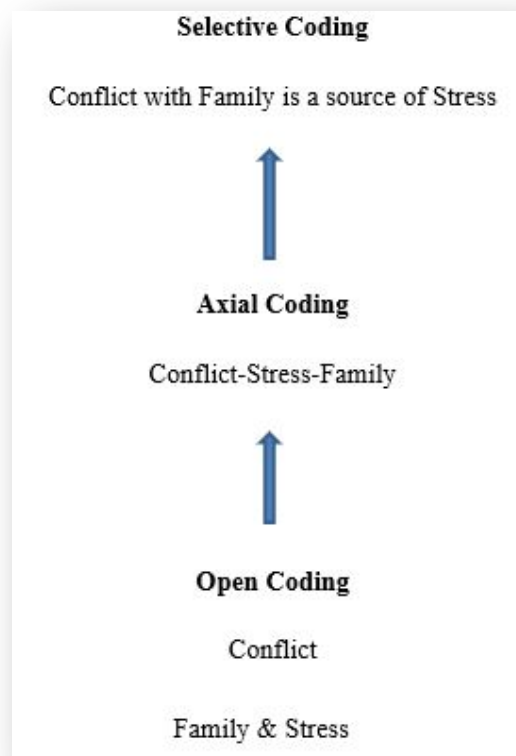 Selective Coding
Conflict with Family is a source of Stress
Axial Coding
Conflict-Stress-Family
Open Coding
Conflict
Family & Stress